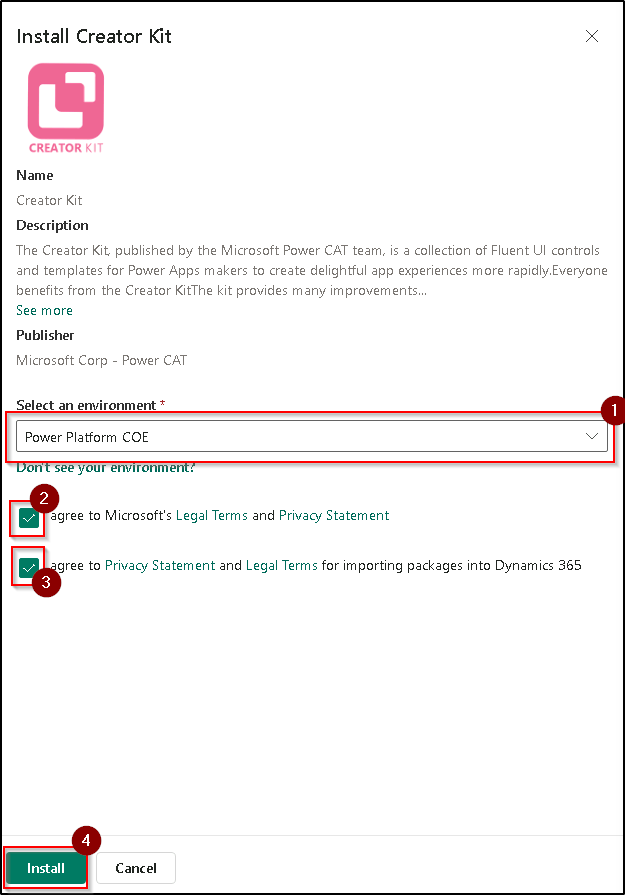 Install Creator Kit
CREATOR KIT
Name
Creator Kit
Description
The Creator Kit, published by the Microsoft Power CAT team, is a collection of Fluent UI controls
and templates for Power Apps makers to create delightful app experiences more rapidly.Everyone
benefits from the Creator KitThe kit provides many improvements...
See more
Publisher
Microsoft Corp - Power CAT
Select an environment *
1
Power Platform COE
Don't see your environment?
2
agree to Microsoft's Legal Terms and Privacy Statement
agree to Privacy Statement and Legal Terms for importing packages into Dynamics 365
3
4
Install Cancel